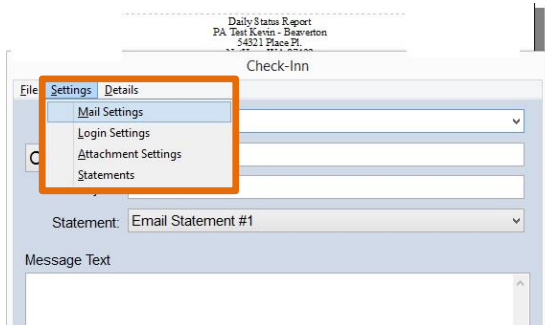 Daily Status Report
PA Test Kevin - Beaverton
54321 Place Pl.
Check-Inn
File Settings Details
Mail Settings
Login Settings
Attachment Settings
Statements
Statement: Email Statement #1
Message Text